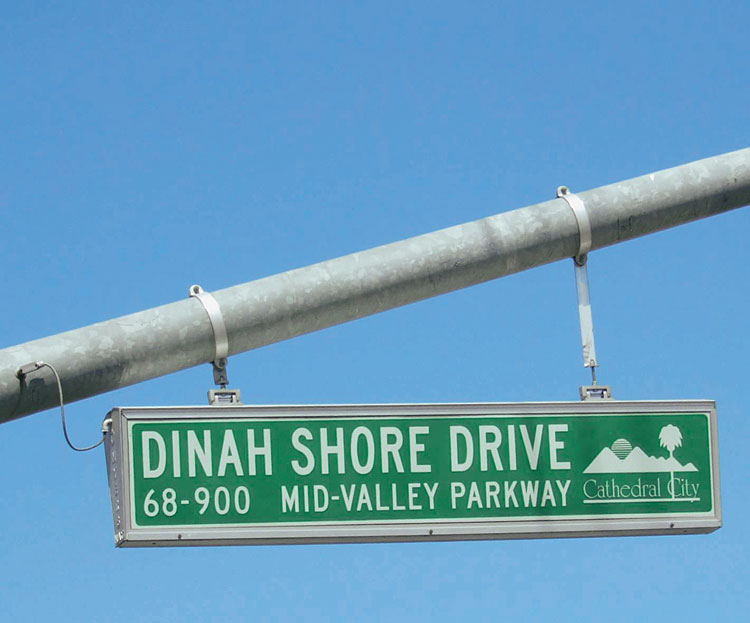 DINAH SHORE DRIVE
68-900 MID-VALLEY PARKWAY
Cathedral City